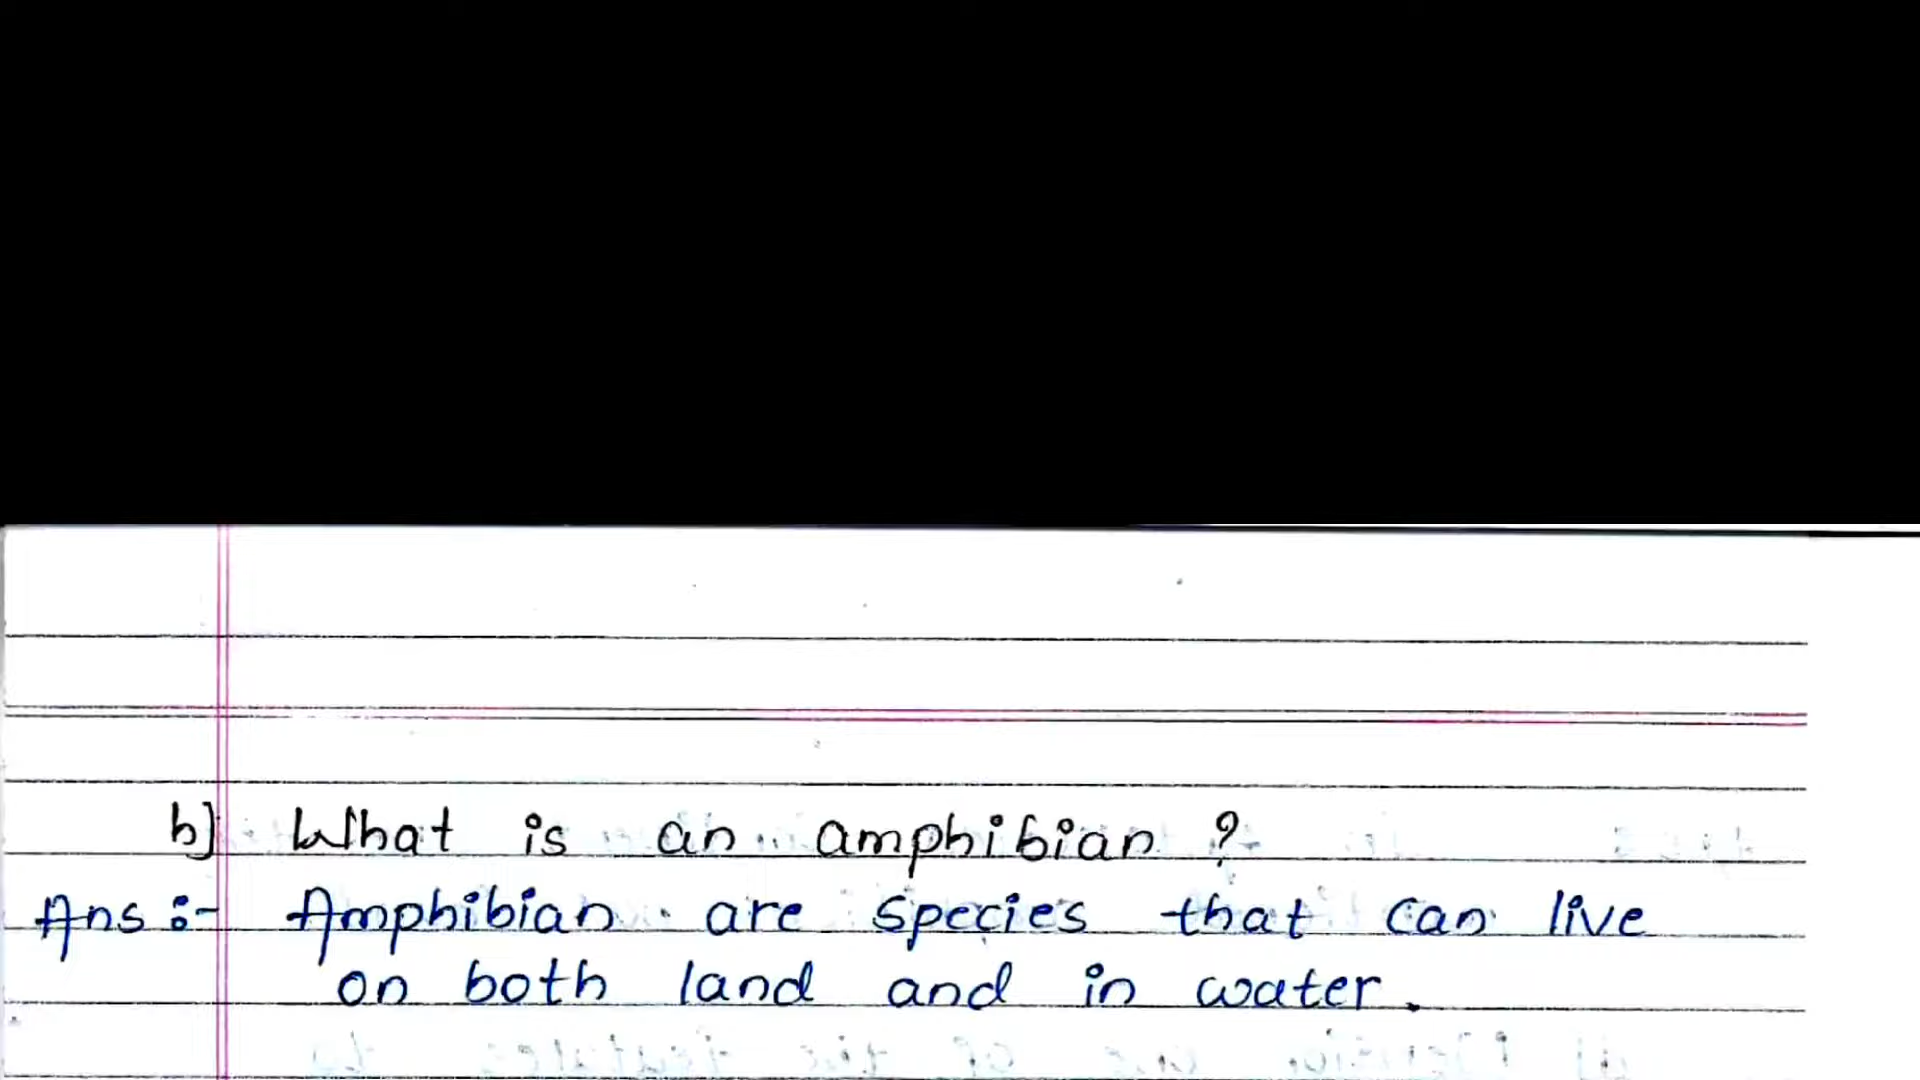 b] What is an amphibian ?
Ans :- Amphibian are species that can live
on both land and in water.